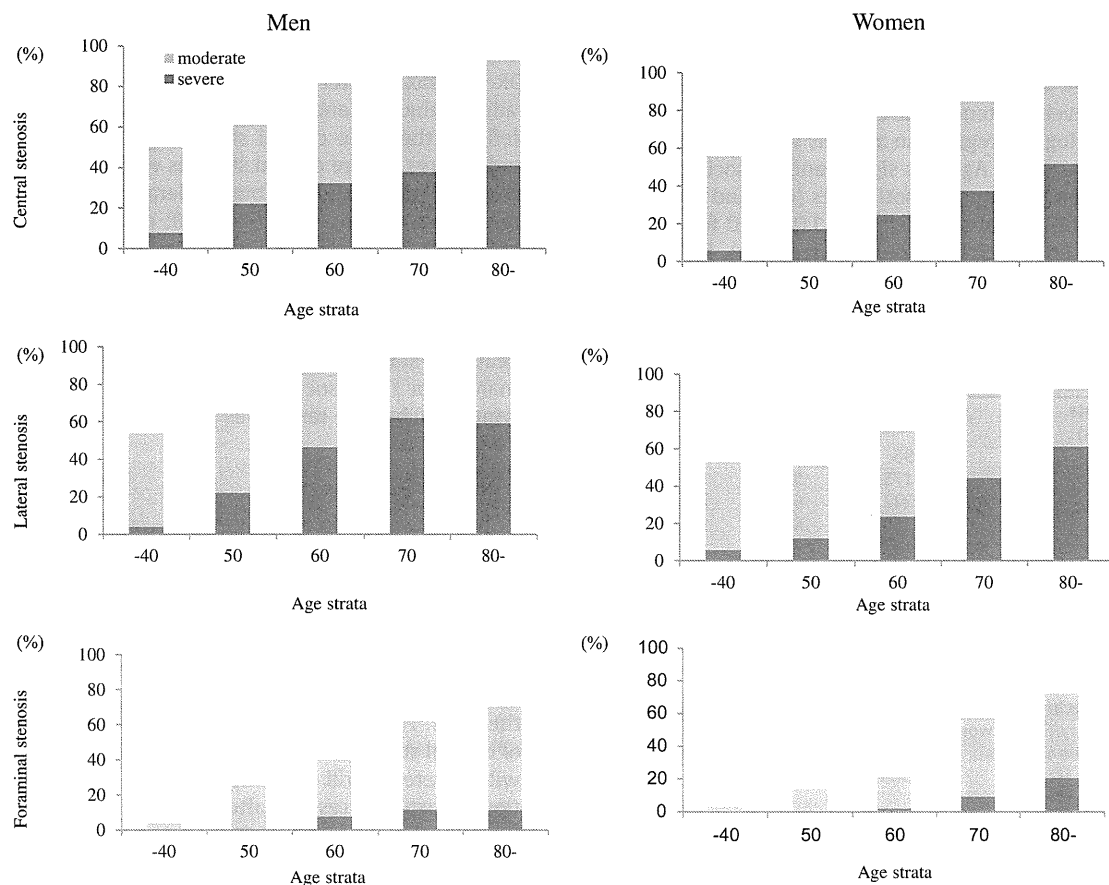 Men
Women
(%)
100
80
60
40
20
0
Central stenosis
moderate
severe
-40 50 60 70 80-
Age strata
(%)
100
80
60
40
20
0
-40 50 60 70 80-
Age strata
(%)
100
80
60
40
20
0
Lateral stenosis
-40 50 60 70 80-
Age strata
(%)
100
80
60
40
20
0
-40 50 60 70 80-
Age strata
(%)
100
80
60
40
20
0
Foraminal stenosis
-40 50 60 70 80-
Age strata
(%)
100
80
60
40
20
0
-40 50 60 70 80-
Age strata